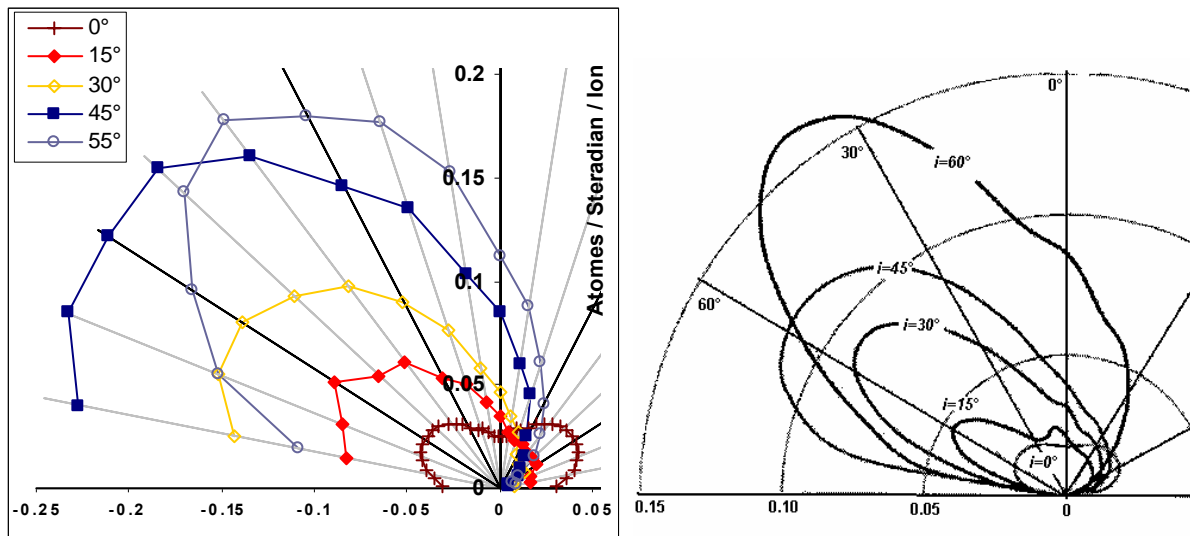 0°
15°
30°
45°
55°
0.2
0.15
0.1
0.05
0
Atomes / Steradian / Ion
-0.25 -0.2 -0.15 -0.1 -0.05 0 0.05
0°
30°
60°
i=60°
i=45°
i=30°
i=15°
i=0°
0.15 0.10 0.05 0